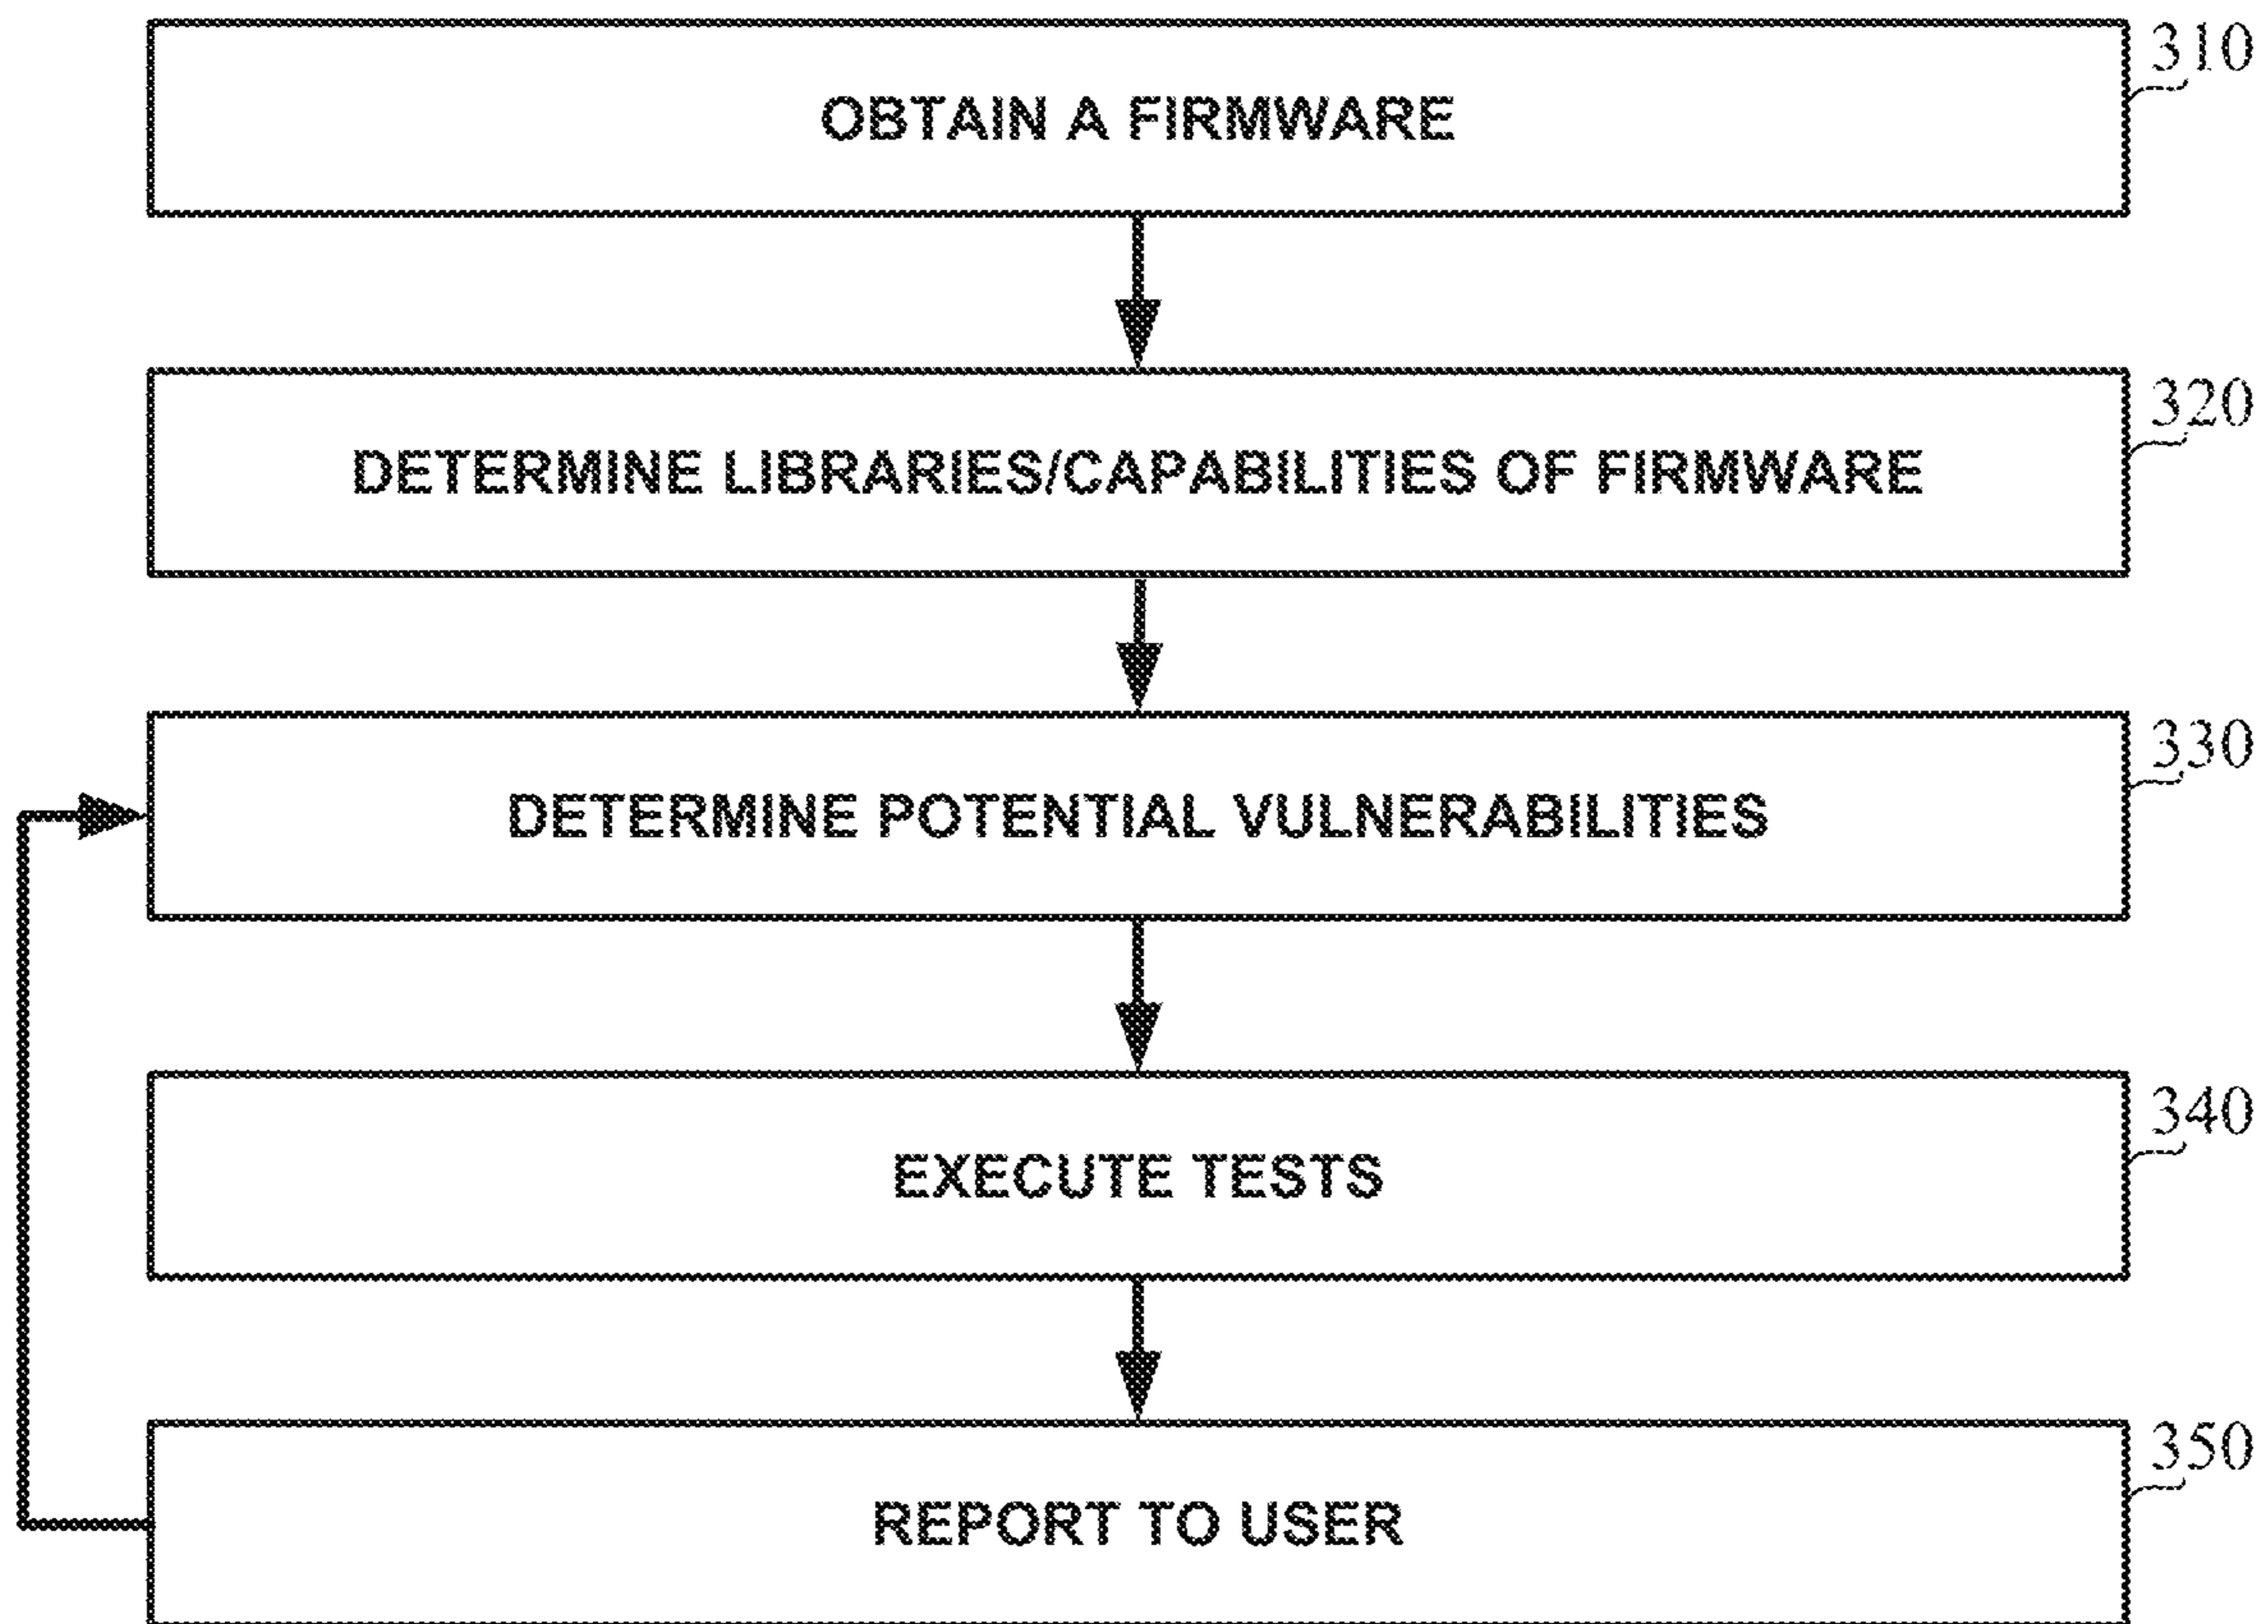 310
OBTAIN A FIRMWARE
320
DETERMINE LIBRARIES/CAPABILITIES OF FIRMWARE
330
DETERMINE POTENTIAL VULNERABILITIES
340
EXECUTE TESTS
350
REPORT TO USER